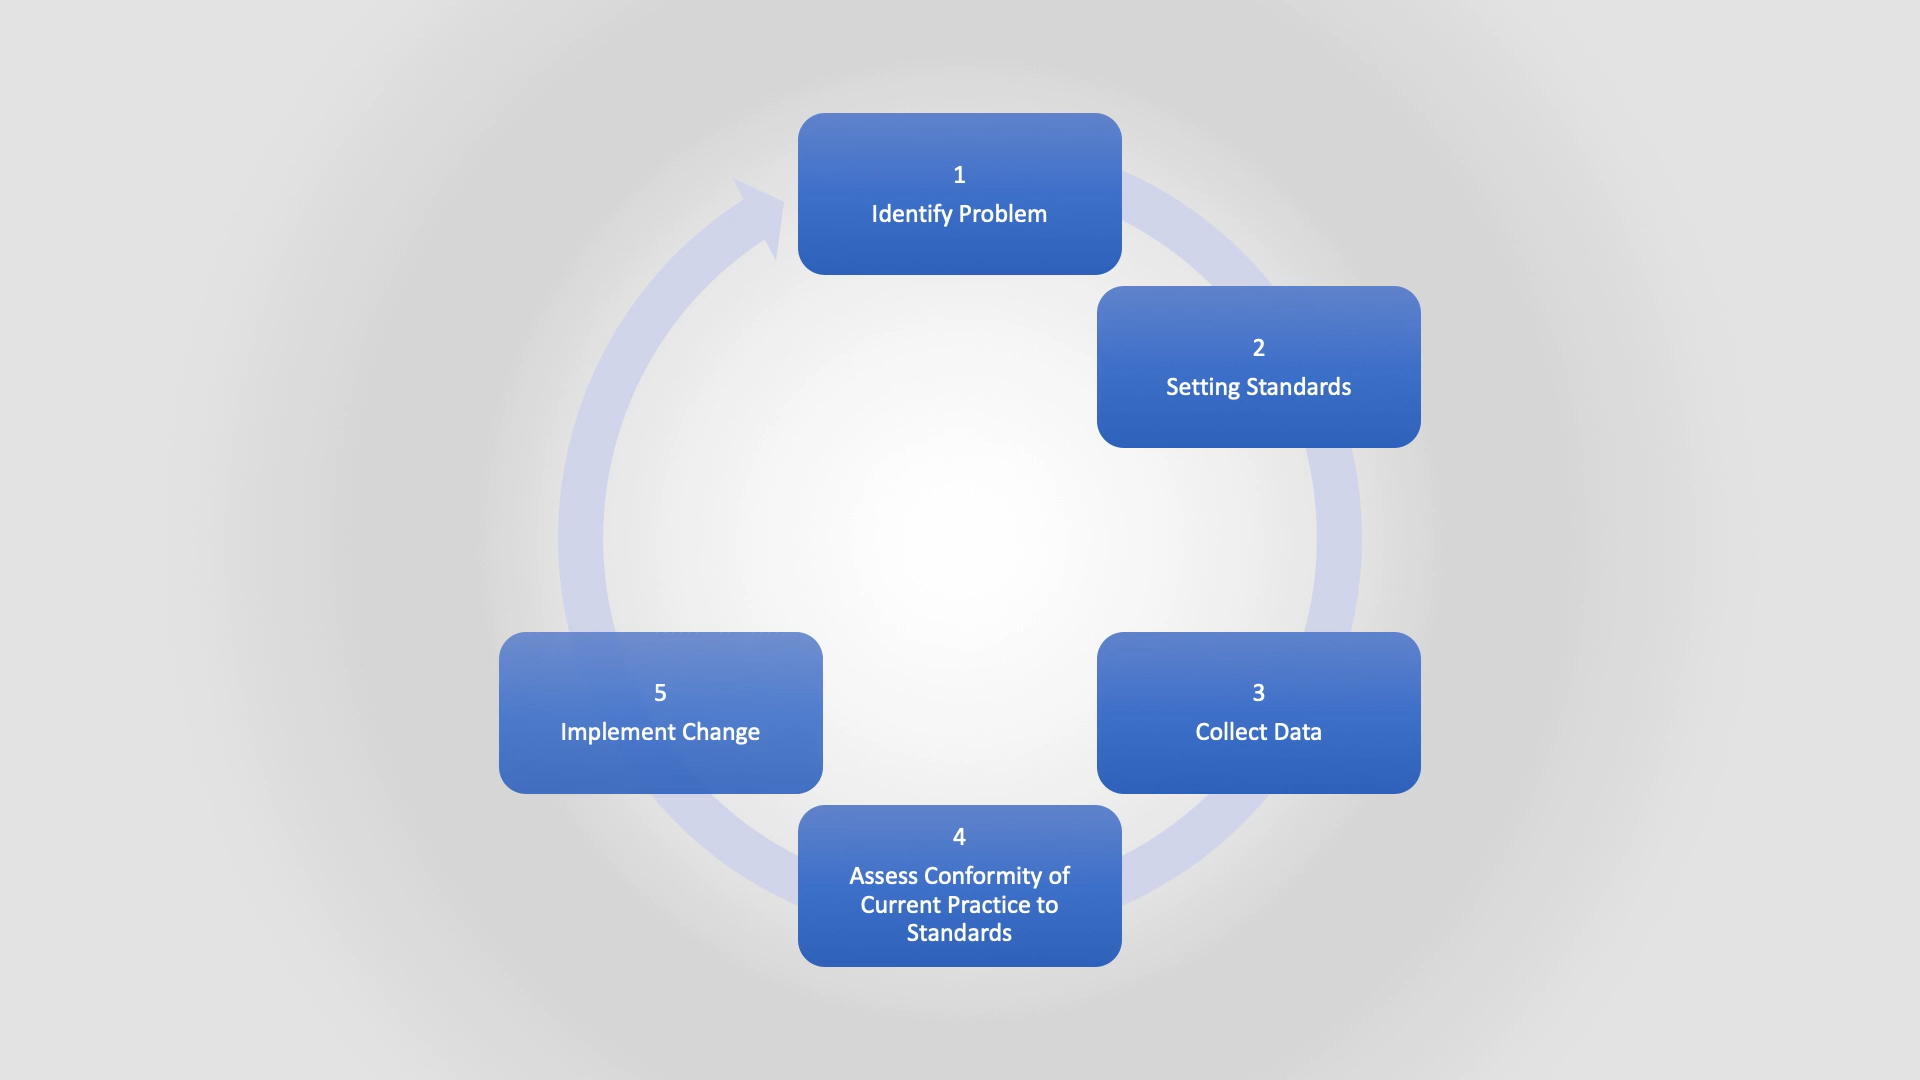 1
Identify Problem
2
Setting Standards
3
Collect Data
4
Assess Conformity of
Current Practice to
Standards
5
Implement Change